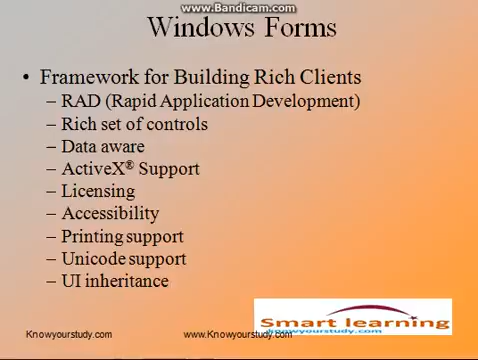 www.Bandicam.com
Windows Forms
• Framework for Building Rich Clients
– RAD (Rapid Application Development)
– Rich set of controls
– Data aware
– ActiveX® Support
– Licensing
– Accessibility
– Printing support
– Unicode support
– UI inheritance
Smart learning
knowyourstudy.com
Knowyourstudy.com
www.Knowyourstudy.com